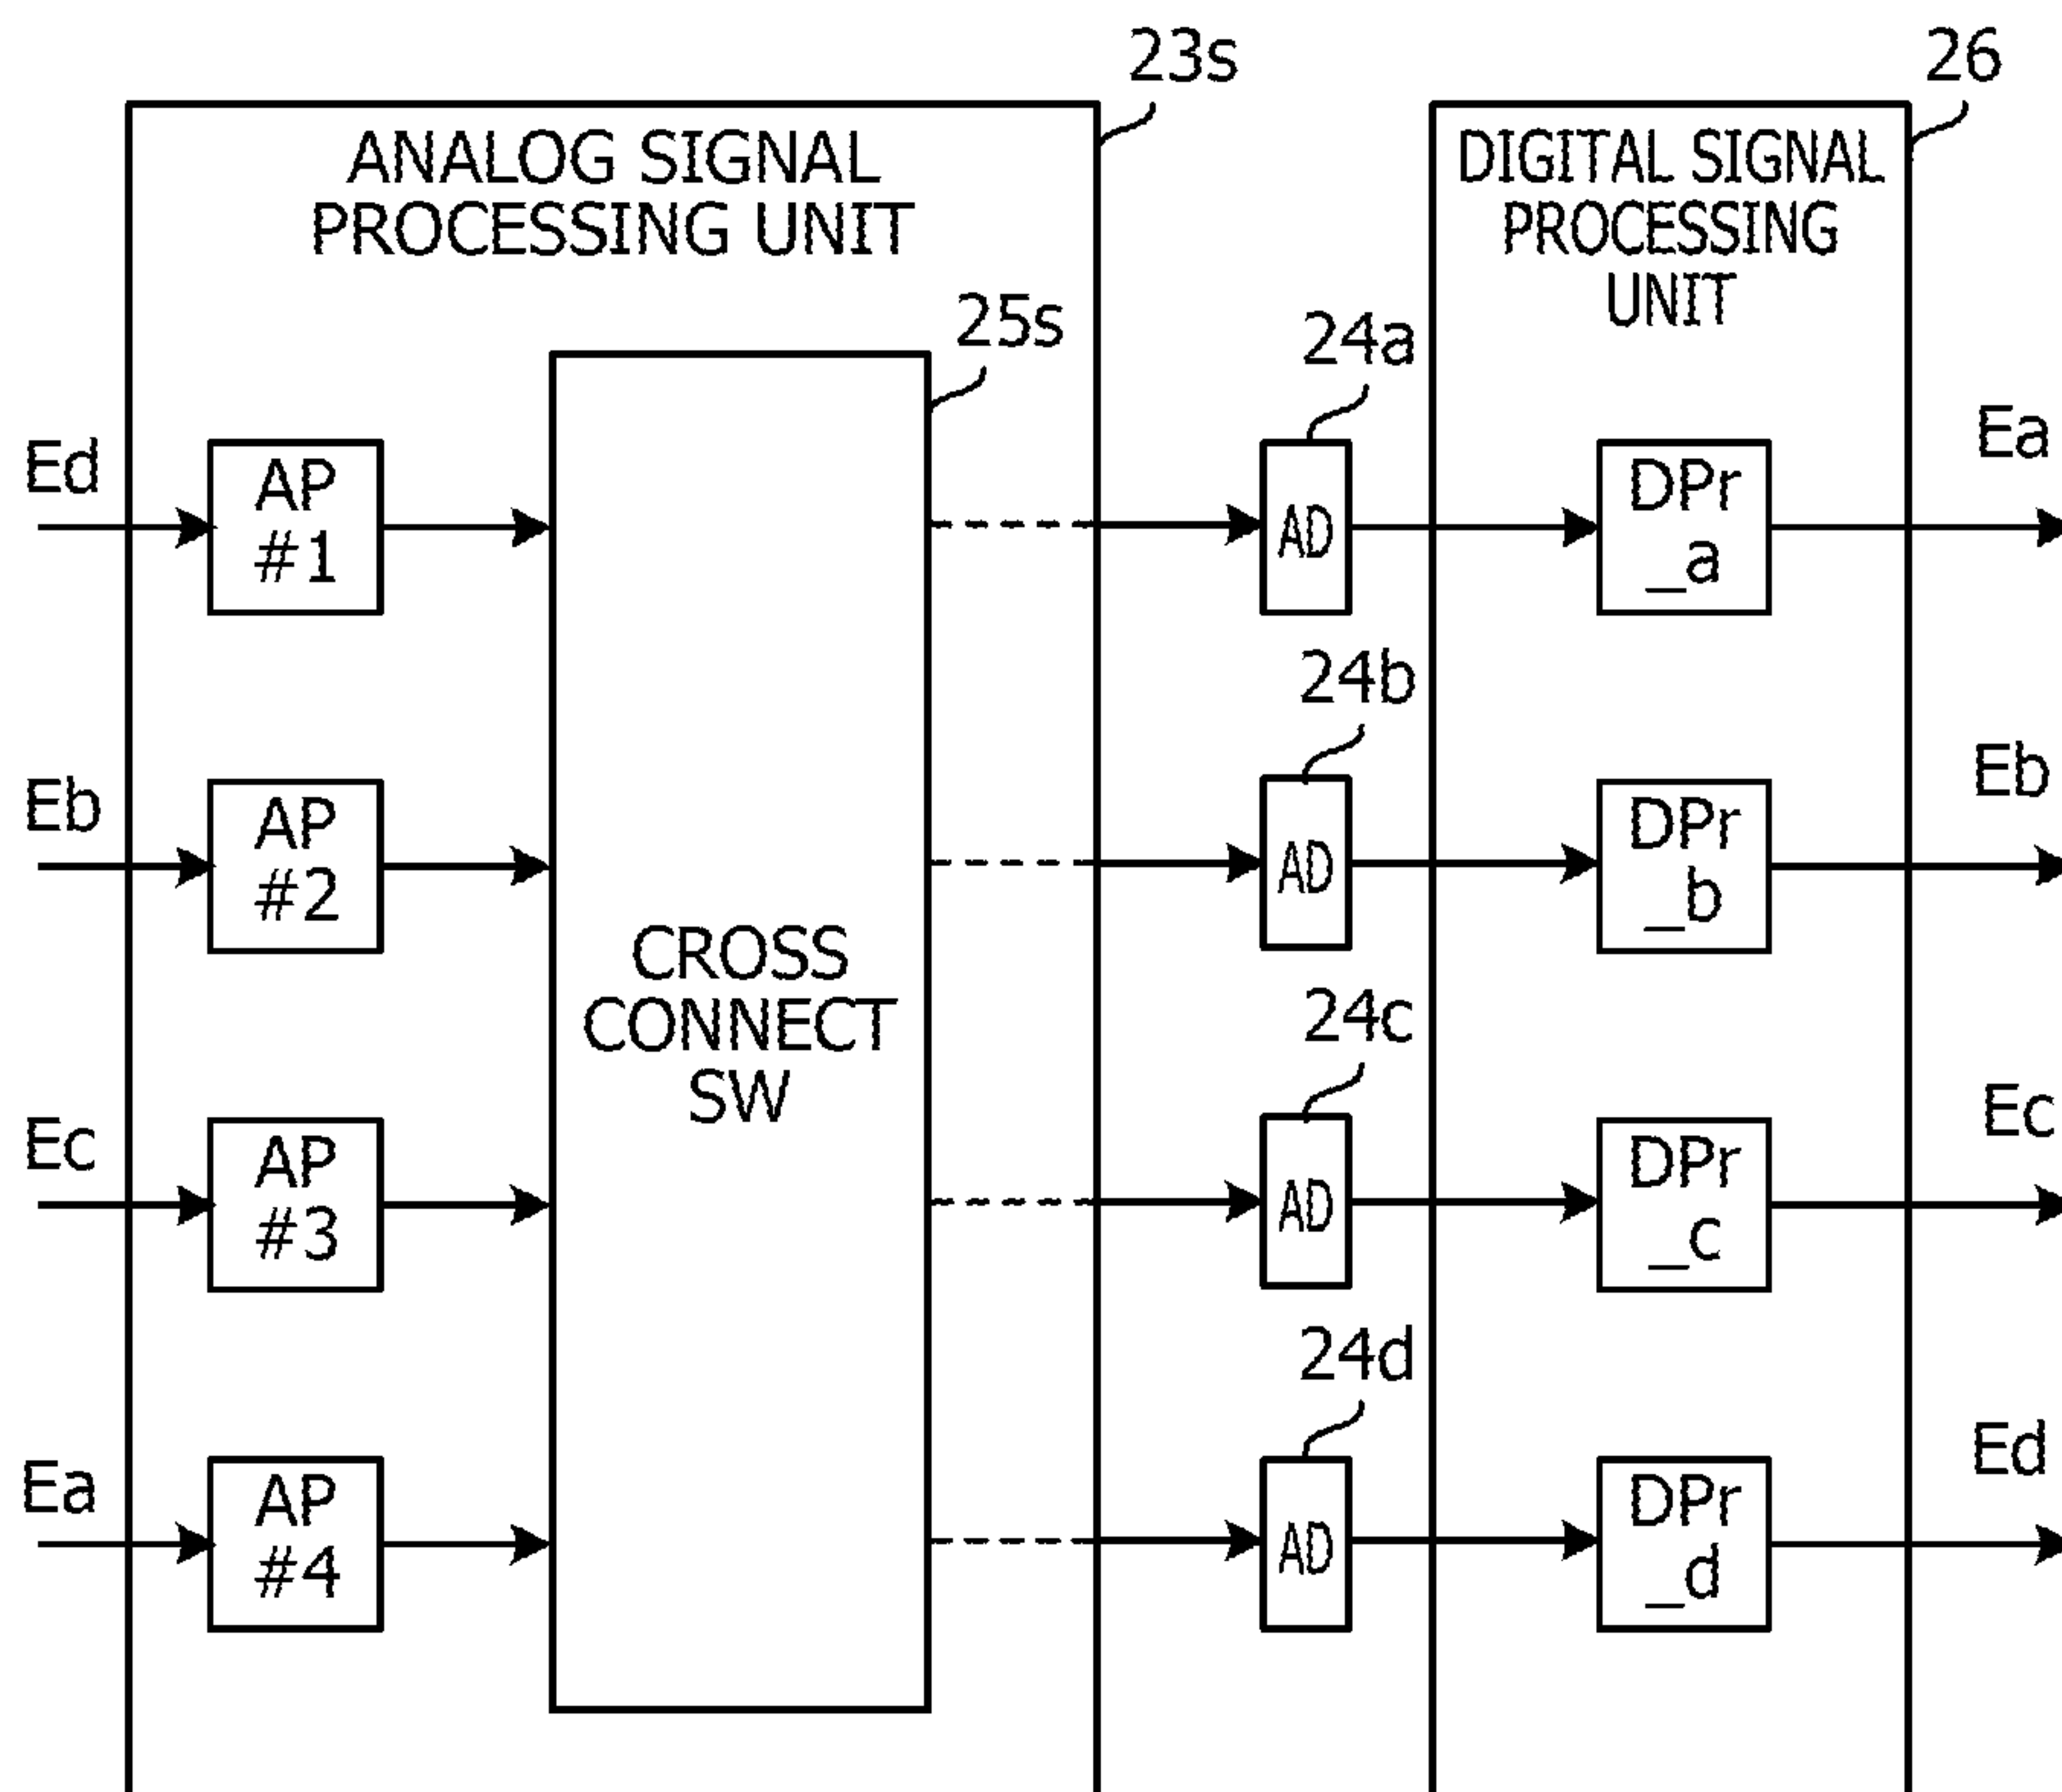 23s
26
ANALOG SIGNAL
PROCESSING UNIT
DIGITAL SIGNAL
PROCESSING
UNIT
25s
24a
Ed
AP
#1
AD
DPr
_a
Ea
24b
Eb
AP
#2
AD
DPr
_b
Eb
CROSS
CONNECT
SW
24c
Ec
AP
#3
AD
DPr
_c
Ec
24d
Ea
AP
#4
AD
DPr
_d
Ed